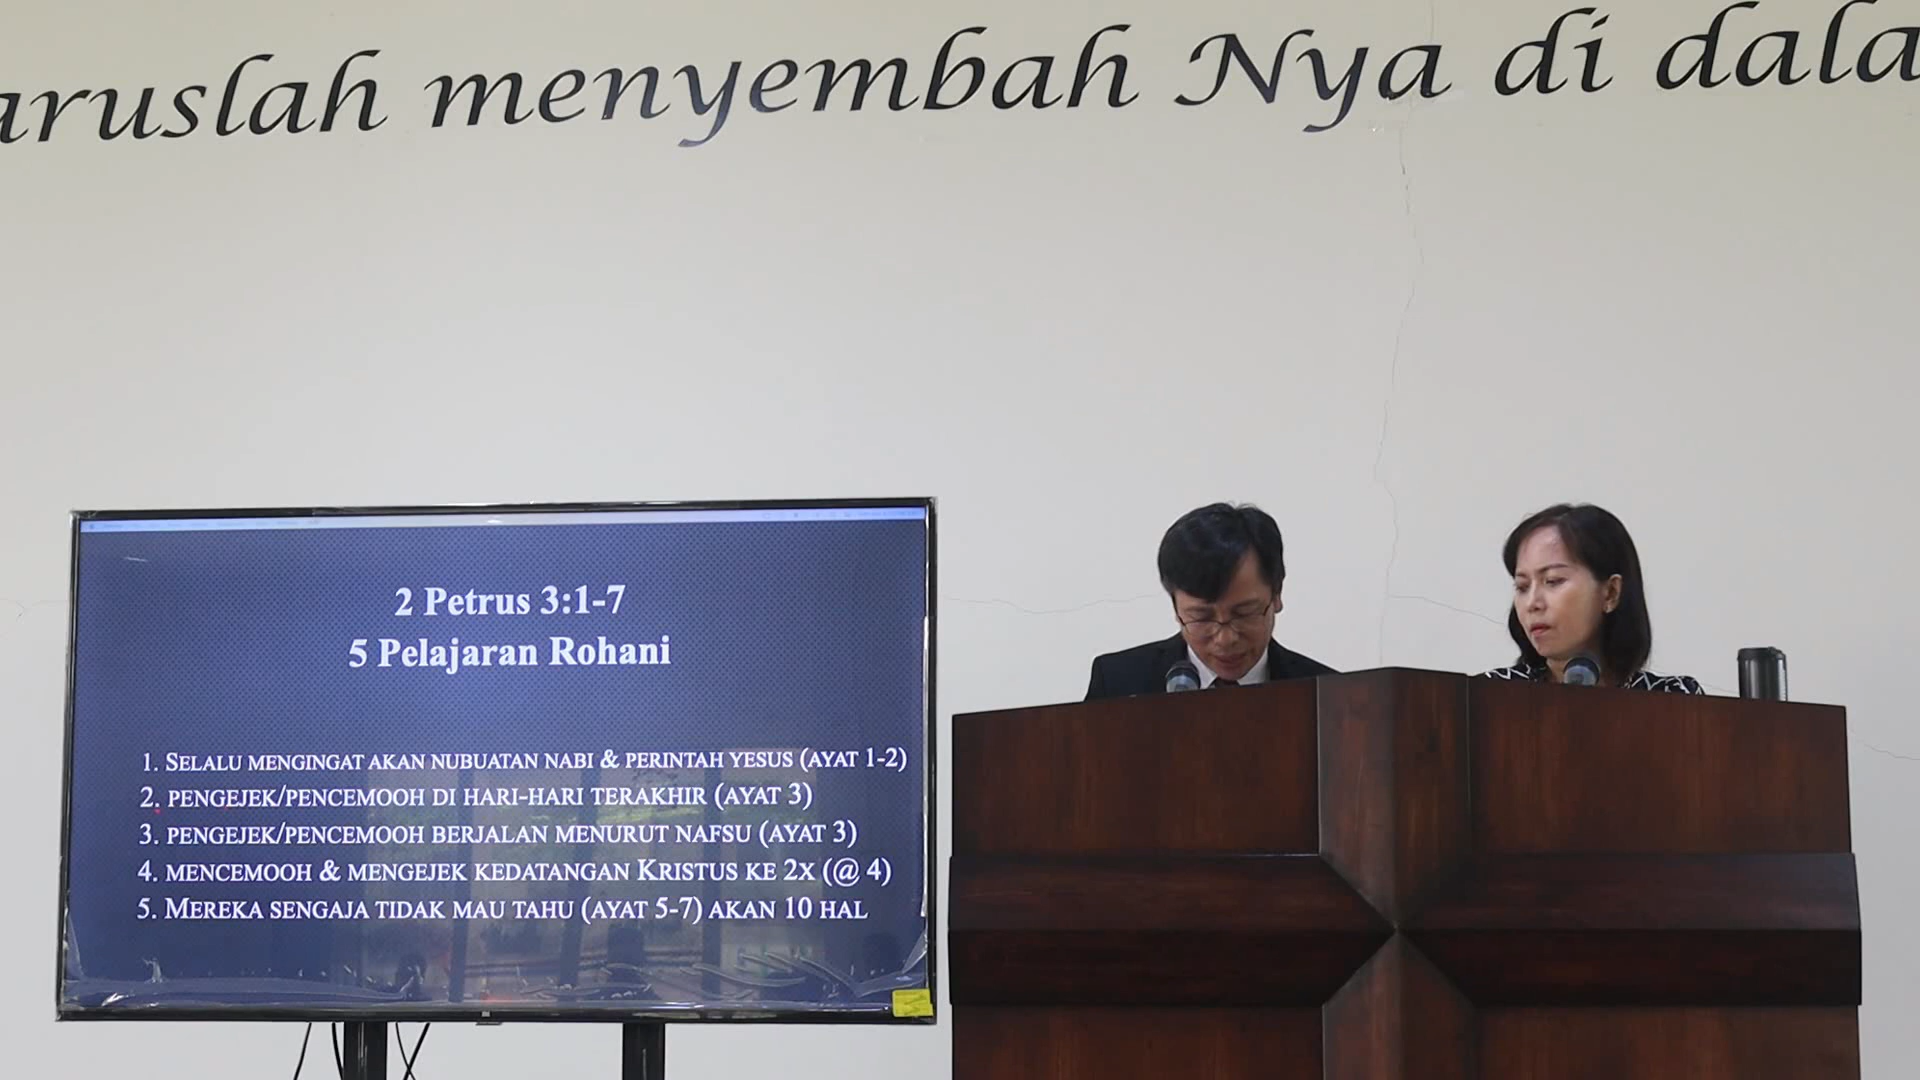 aruslah menyembah Nya di dala
2 Petrus 3:1-7
5 Pelajaran Rohani
1. SELALU MENGINGAT AKAN NUBUATAN NABI & PERINTAH YESUS (AYAT 1-2)
2. PENGEJEK/PENCEMOOH DI HARI-HARI TERAKHIR (AYAT 3)
3. PENGEJEK/PENCEMOOH BERJALAN MENURUT NAFSU (AYAT 3)
4. MENCEMOOH & MENGEJEK KEDATANGAN KRISTUS KE 2X (@ 4)
5. MEREKA SENGAJA TIDAK MAU TAHU (AYAT 5-7) AKAN 10 HAL